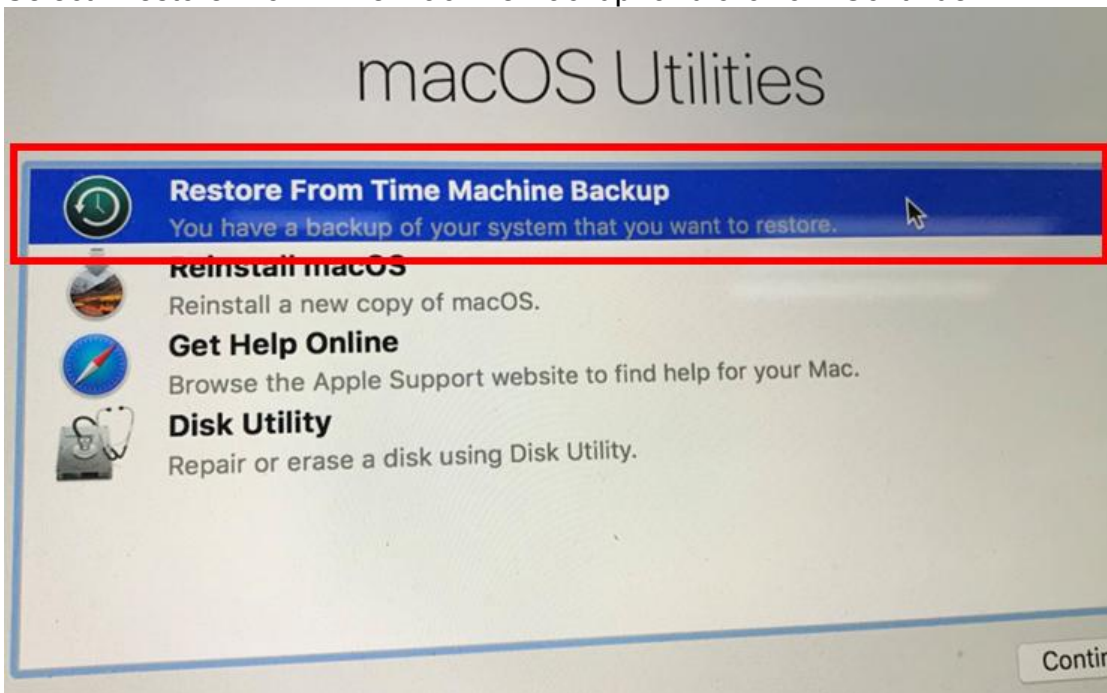 macOS Utilities
Restore From Time Machine Backup
You have a backup of your system that you want to restore.
Reinstall macOS
Reinstall a new copy of macOS.
Get Help Online
Browse the Apple Support website to find help for your Mac.
Disk Utility
Repair or erase a disk using Disk Utility.